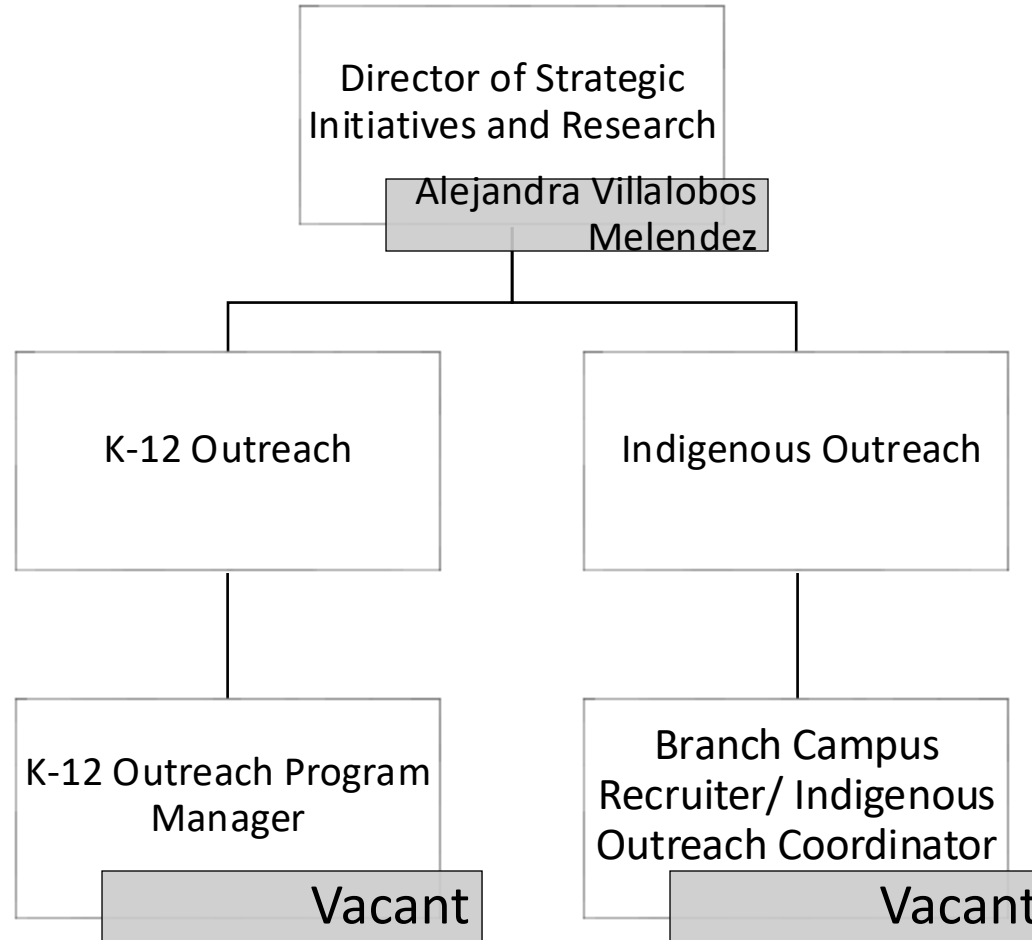 Director of Strategic
Initiatives and Research
Alejandra Villalobos
Melendez
K-12 Outreach
Indigenous Outreach
K-12 Outreach Program
Manager
Vacant
Branch Campus
Recruiter/ Indigenous
Outreach Coordinator
Vacant